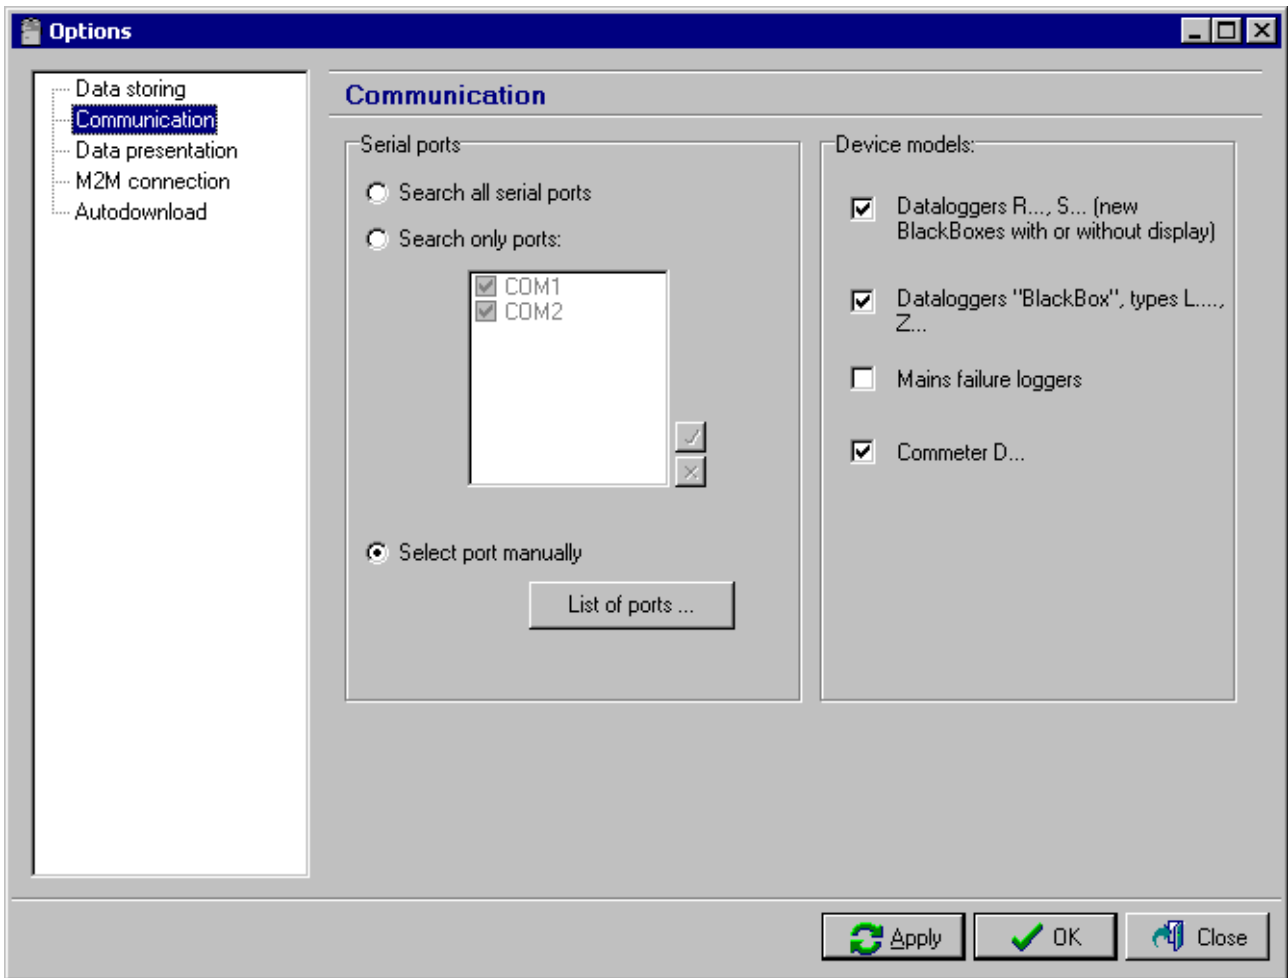 Options
Data storing
Communication
Data presentation
M2M connection
Autodownload
Communication
Serial ports
Search all serial ports
Search only ports:
COM1
COM2
Select port manually
List of ports ...
Device models:
Dataloggers R..., S... (new
BlackBoxes with or without display)
Dataloggers "BlackBox", types L....,
Z...
Mains failure loggers
Commeter D...
Apply
OK
Close